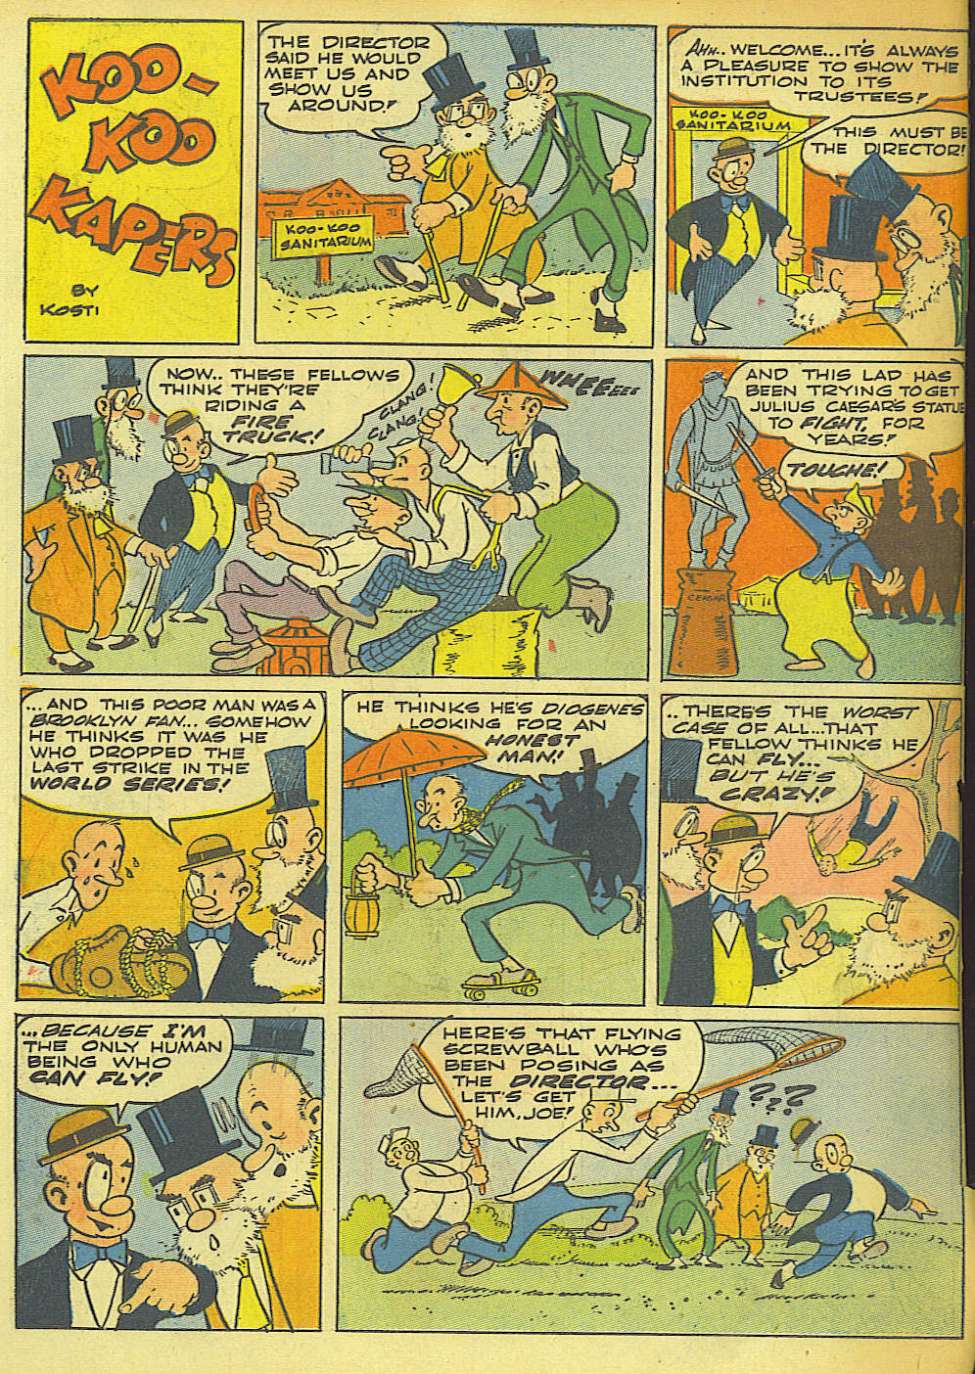 KOO-
KOO
KAPERS
BY
KOSTI
THE DIRECTOR
SAID HE WOULD
MEET US AND
SHOW US
AROUND!
KOO-KOO
SANITARIUM
AHH.. WELCOME... IT'S ALWAYS
A PLEASURE TO SHOW THE
INSTITUTION TO ITS
TRUSTEES!
KOO-KOO
SANITARIUM
THIS MUST BE
THE DIRECTOR!
NOW.. THESE FELLOWS
THINK THEY'RE
RIDING A
FIRE
TRUCK!
CLANG!
CLANG!
WHEEEEEE
AND THIS LAD HAS
BEEN TRYING TO GET
JULIUS CAESAR'S STATUE
TO FIGHT, FOR
YEARS!
TOUCHE!
CEASAR
...AND THIS POOR MAN WAS A
BROOKLYN FAN... SOMEHOW
HE THINKS IT WAS HE
WHO DROPPED THE
LAST STRIKE IN THE
WORLD SERIES!
HE THINKS HE'S DIOGENES
LOOKING FOR AN
HONEST
MAN!
..THERE'S THE WORST
CASE OF ALL...THAT
FELLOW THINKS HE
CAN FLY...
BUT HE'S
CRAZY!
...BECAUSE I'M
THE ONLY HUMAN
BEING WHO
CAN FLY!
HERE'S THAT FLYING
SCREWBALL WHO'S
BEEN POSING AS
THE DIRECTOR...
LET'S GET
HIM, JOE!
???